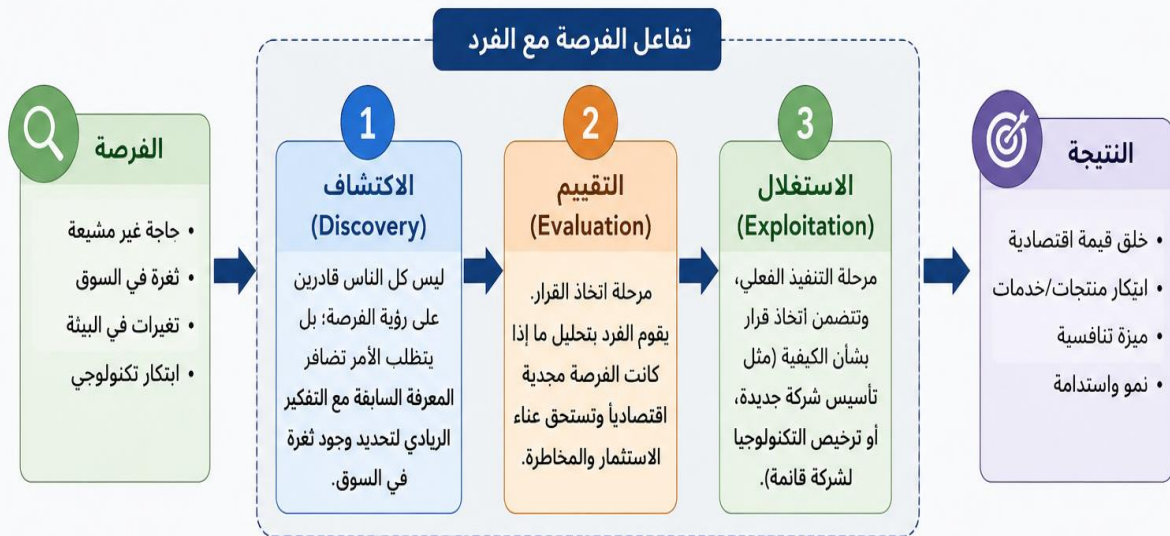 تفاعل الفرصة مع الفرد
الفرصة
حاجة غير مشيعة
ثغرة في السوق
تغيرات في البيئة
ابتكار تكنولوجي
1
الاكتشاف
(Discovery)
ليس كل الناس قادرين
على رؤية الفرصة؛ بل
يتظلب الأمر تضافر
المعرفة السابقة مع التفكير
الريادي لتحديد وجود ثغرة
في السوق.
2
التقييم
(Evaluation)
مرحلة اتخاذ القرار.
يقوم الفرد بتحليل ما إذا
كانت الفرصة مجدية
اقتصادياً وتستحق عناء
الاستثمار والمخاطرة.
3
الاستغلال
(Exploitation)
مرحلة التنفيذ الفعلي،
وتتضمن أتخاذ قرار
بشأن الكيفية (مثل
تأسيس شركة جديدة،
أو ترخيص التكنولوجيا
لشركة قائمة).
النتيجة
خلق قيمة اقتصادية
ابتكار منتجات/خدمات
ميزة تنافسية
نمو واستدامة